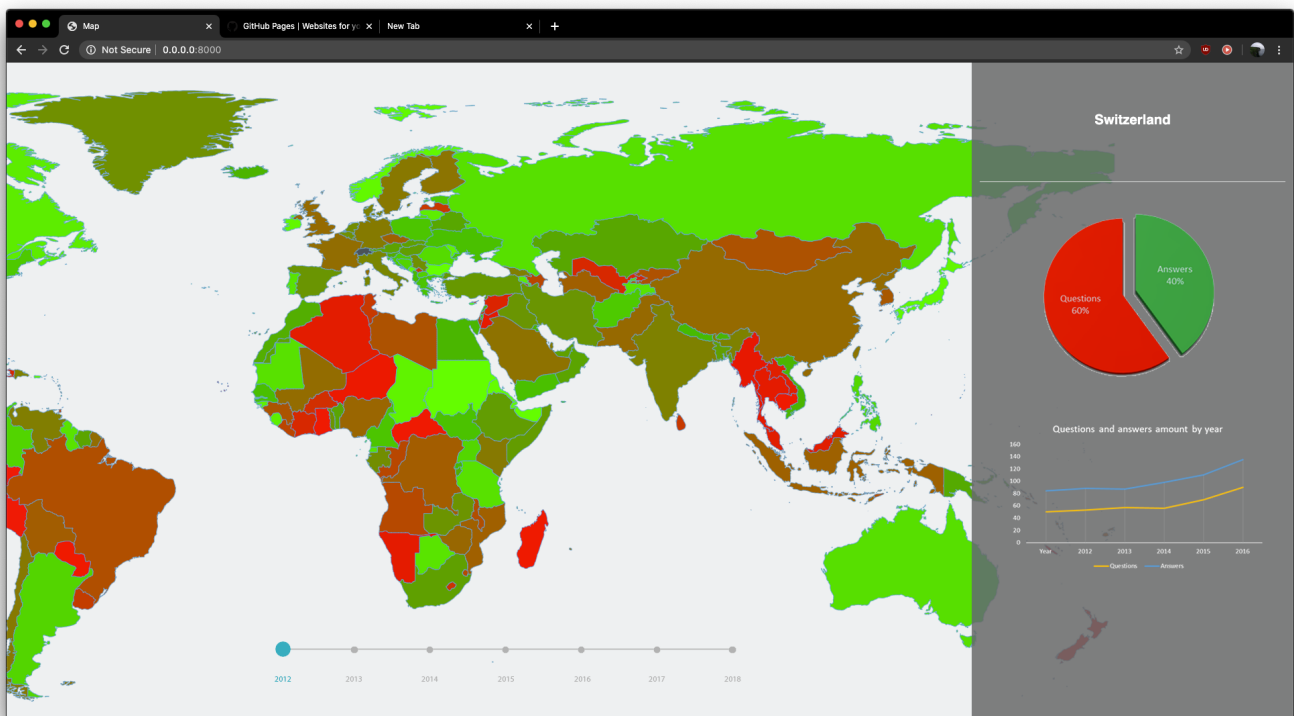 Map
GitHub Pages | Websites for yo
New Tab
Not Secure | 0.0.0.0:8000
Switzerland
Answers
40%
Questions
60%
Questions and answers amount by year
160
140
120
100
80
60
40
20
0
Year 2012 2013 2014 2015 2016
Questions Answers
2012 2013 2014 2015 2016 2017 2018